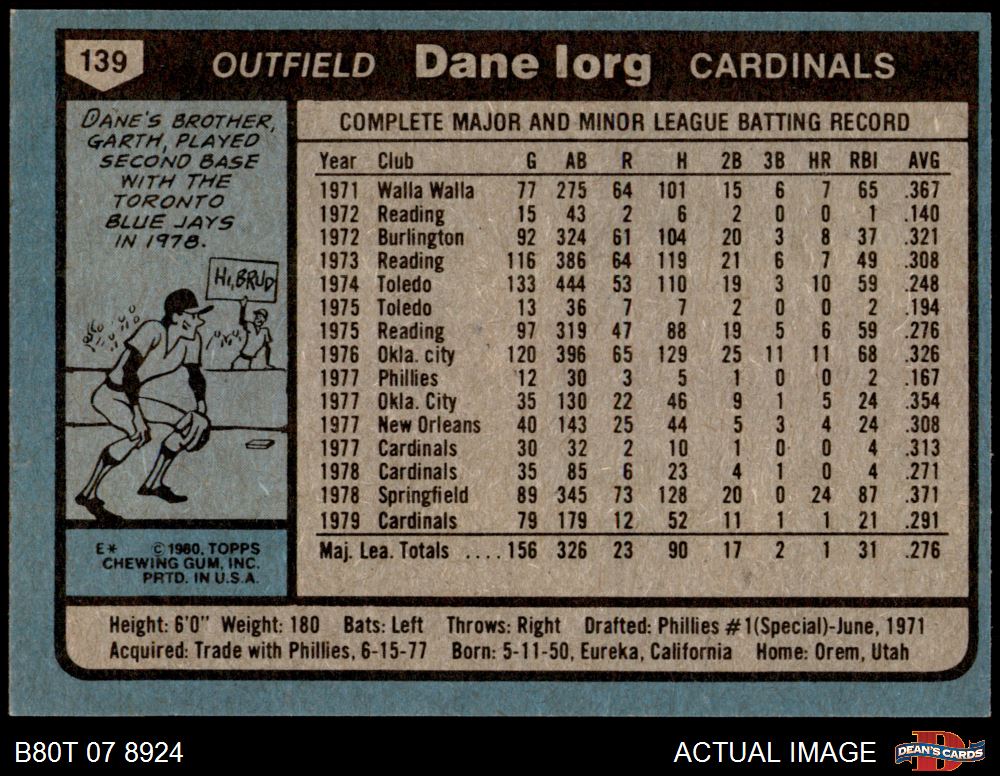 139 OUTFIELD Dane Iorg CARDINALS
DANE'S BROTHER,
GARTH, PLAYED
SECOND BASE
WITH THE
TORONTO
BLUE JAYS
IN 1978.
HI, BRUD
E* © 1980. TOPPS
CHEWING GUM, INC.
PRTD. IN U.S.A.
COMPLETE MAJOR AND MINOR LEAGUE BATTING RECORD
Year Club G AB R H 2B 3B HR RBI AVG
1971 Walla Walla 77 275 64 101 15 6 7 65 .367
1972 Reading 15 43 2 6 2 0 0 1 .140
1972 Burlington 92 324 61 104 20 3 8 37 .321
1973 Reading 116 386 64 119 21 6 7 49 .308
1974 Toledo 133 444 53 110 19 3 10 59 .248
1975 Toledo 13 36 7 7 2 0 0 2 .194
1975 Reading 97 319 47 88 19 5 6 59 .276
1976 Okla. city 120 396 65 129 25 11 11 68 .326
1977 Phillies 12 30 3 5 1 0 0 2 .167
1977 Okla. City 35 130 22 46 9 1 5 24 .354
1977 New Orleans 40 143 25 44 5 3 4 24 .308
1977 Cardinals 30 32 2 10 1 0 0 4 .313
1978 Cardinals 35 85 6 23 4 1 0 4 .271
1978 Springfield 89 345 73 128 20 0 24 87 .371
1979 Cardinals 79 179 12 52 11 1 1 21 .291
Maj. Lea. Totals .... 156 326 23 90 17 2 1 31 .276
Height: 6'0" Weight: 180 Bats: Left Throws: Right Drafted: Phillies #1(Special)-June, 1971
Acquired: Trade with Phillies, 6-15-77 Born: 5-11-50, Eureka, California Home: Orem, Utah
B80T 07 8924 ACTUAL IMAGE D DEAN'S CARDS